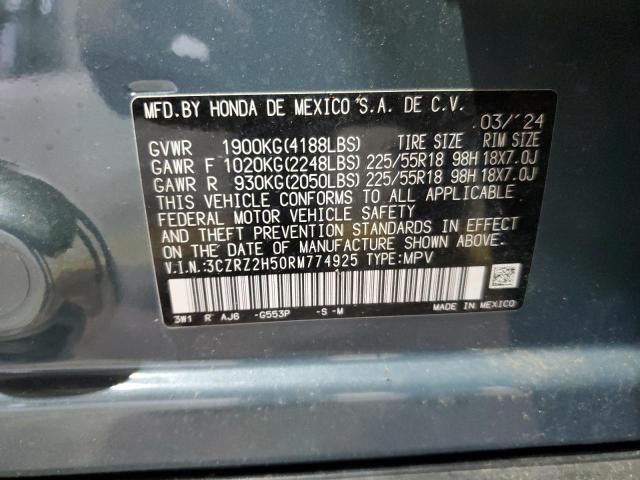 MFD.BY HONDA DE MEXICO S.A. DE C.V.
03/'24
GVWR 1900KG(4188LBS) TIRE SIZE RIM SIZE
GAWR F 1020KG(2248LBS) 225/55R18 98H 18X7.0J
GAWR R 930KG(2050LBS) 225/55R18 98H 18X7.0J
THIS VEHICLE CONFORMS TO ALL APPLICABLE
FEDERAL MOTOR VEHICLE SAFETY
AND THEFT PREVENTION STANDARDS IN EFFECT
ON THE DATE OF MANUFACTURE SHOWN ABOVE.
V.I.N.:3CZRZ2H50RM774925 TYPE:MPV
3W1 R AJ6 -G553P -S -M
MADE IN MEXICO